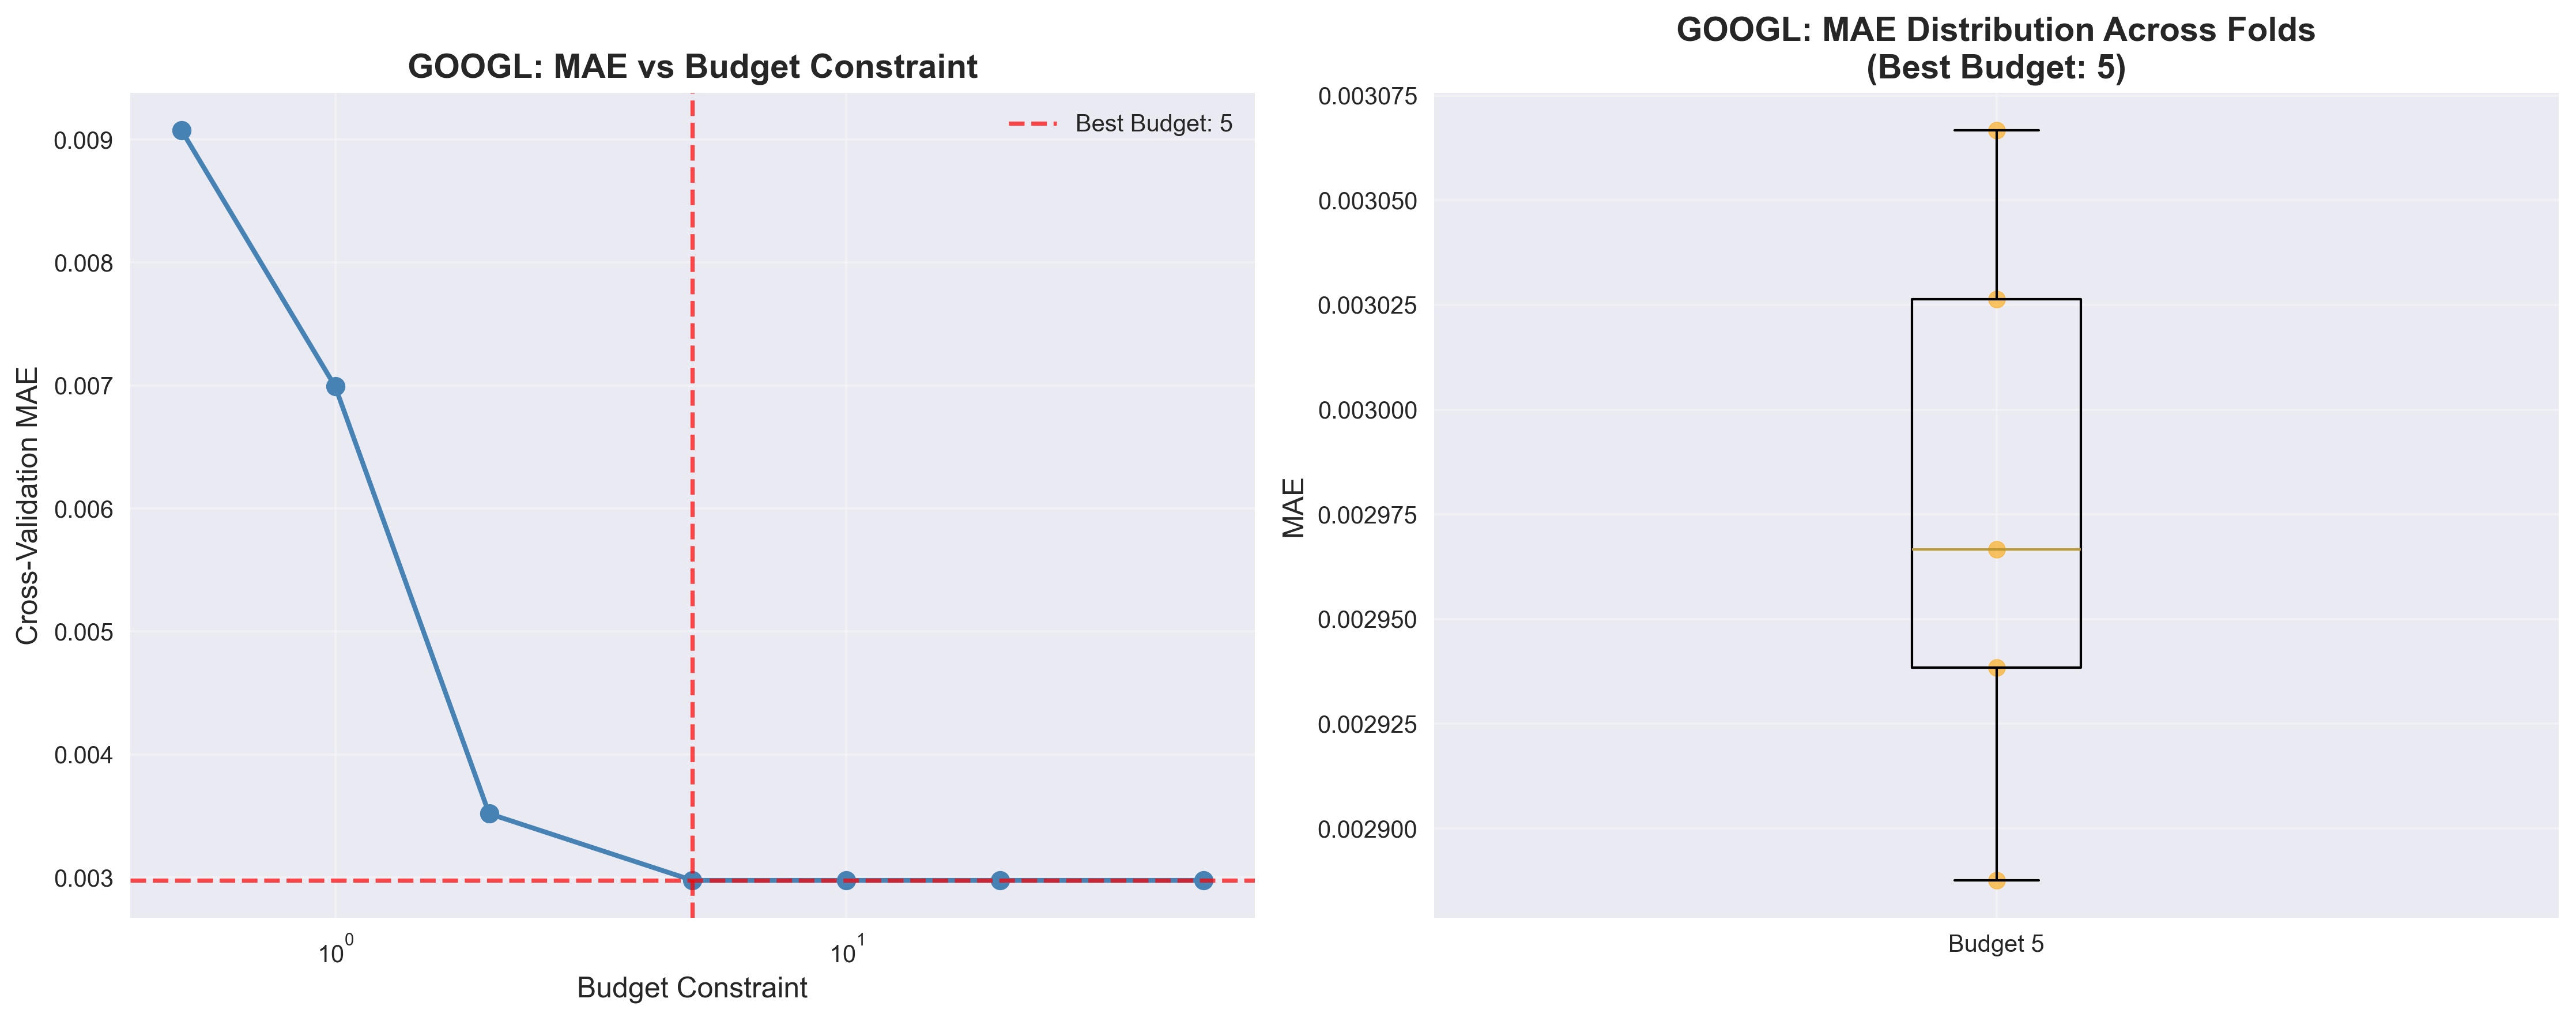 GOOGL: MAE vs Budget Constraint
Best Budget: 5
Cross-Validation MAE
0.009
0.008
0.007
0.006
0.005
0.004
0.003
10^0
10^1
Budget Constraint
GOOGL: MAE Distribution Across Folds
(Best Budget: 5)
MAE
0.003075
0.003050
0.003025
0.003000
0.002975
0.002950
0.002925
0.002900
Budget 5